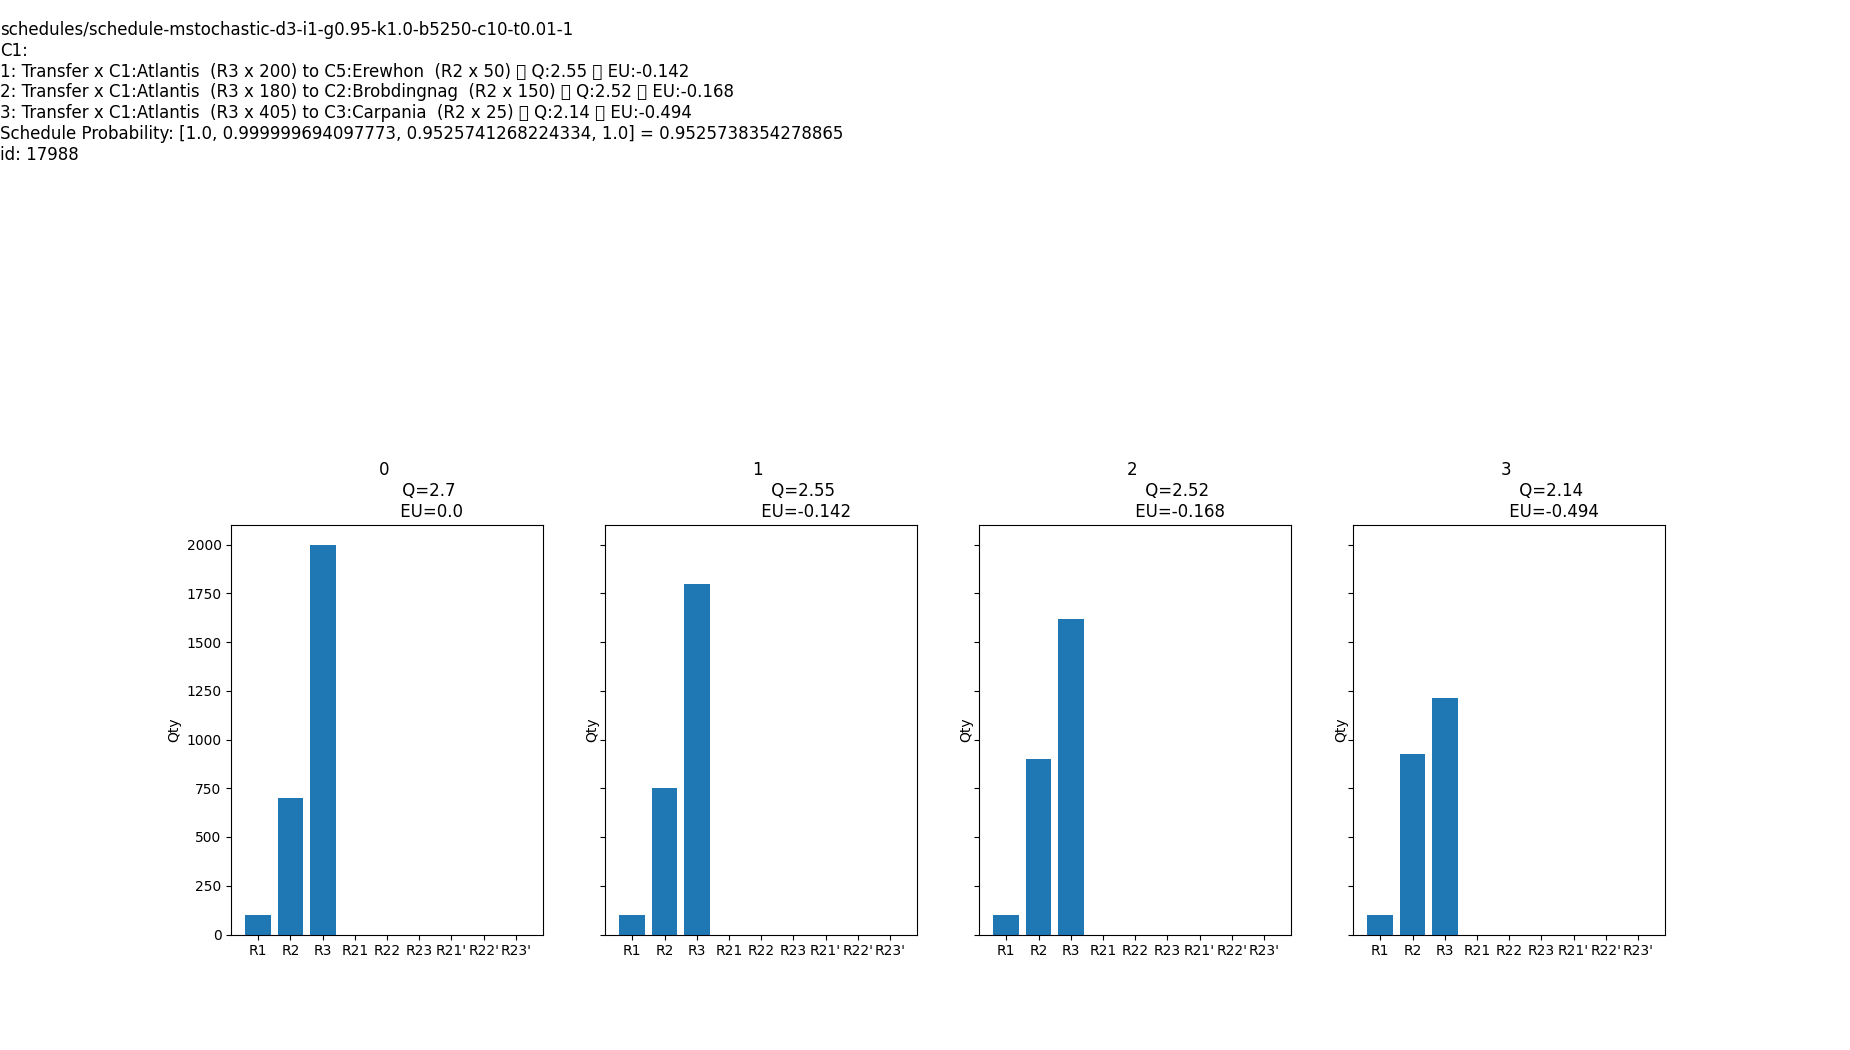 schedules/schedule-mstochastic-d3-i1-g0.95-k1.0-b5250-c10-t0.01-1
C1:
1: Transfer x C1:Atlantis  (R3 x 200) to C5:Erewhon  (R2 x 50) ▯ Q:2.55 ▯ EU:-0.142
2: Transfer x C1:Atlantis  (R3 x 180) to C2:Brobdingnag  (R2 x 150) ▯ Q:2.52 ▯ EU:-0.168
3: Transfer x C1:Atlantis  (R3 x 405) to C3:Carpania  (R2 x 25) ▯ Q:2.14 ▯ EU:-0.494
Schedule Probability: [1.0, 0.999999694097773, 0.9525741268224334, 1.0] = 0.9525738354278865
id: 17988
0
Q=2.7
EU=0.0
Qty
2000
1750
1500
1250
1000
750
500
250
0
R1 R2 R3 R21 R22 R23 R21' R22' R23'
1
Q=2.55
EU=-0.142
Qty
R1 R2 R3 R21 R22 R23 R21' R22' R23'
2
Q=2.52
EU=-0.168
Qty
R1 R2 R3 R21 R22 R23 R21' R22' R23'
3
Q=2.14
EU=-0.494
Qty
R1 R2 R3 R21 R22 R23 R21' R22' R23'